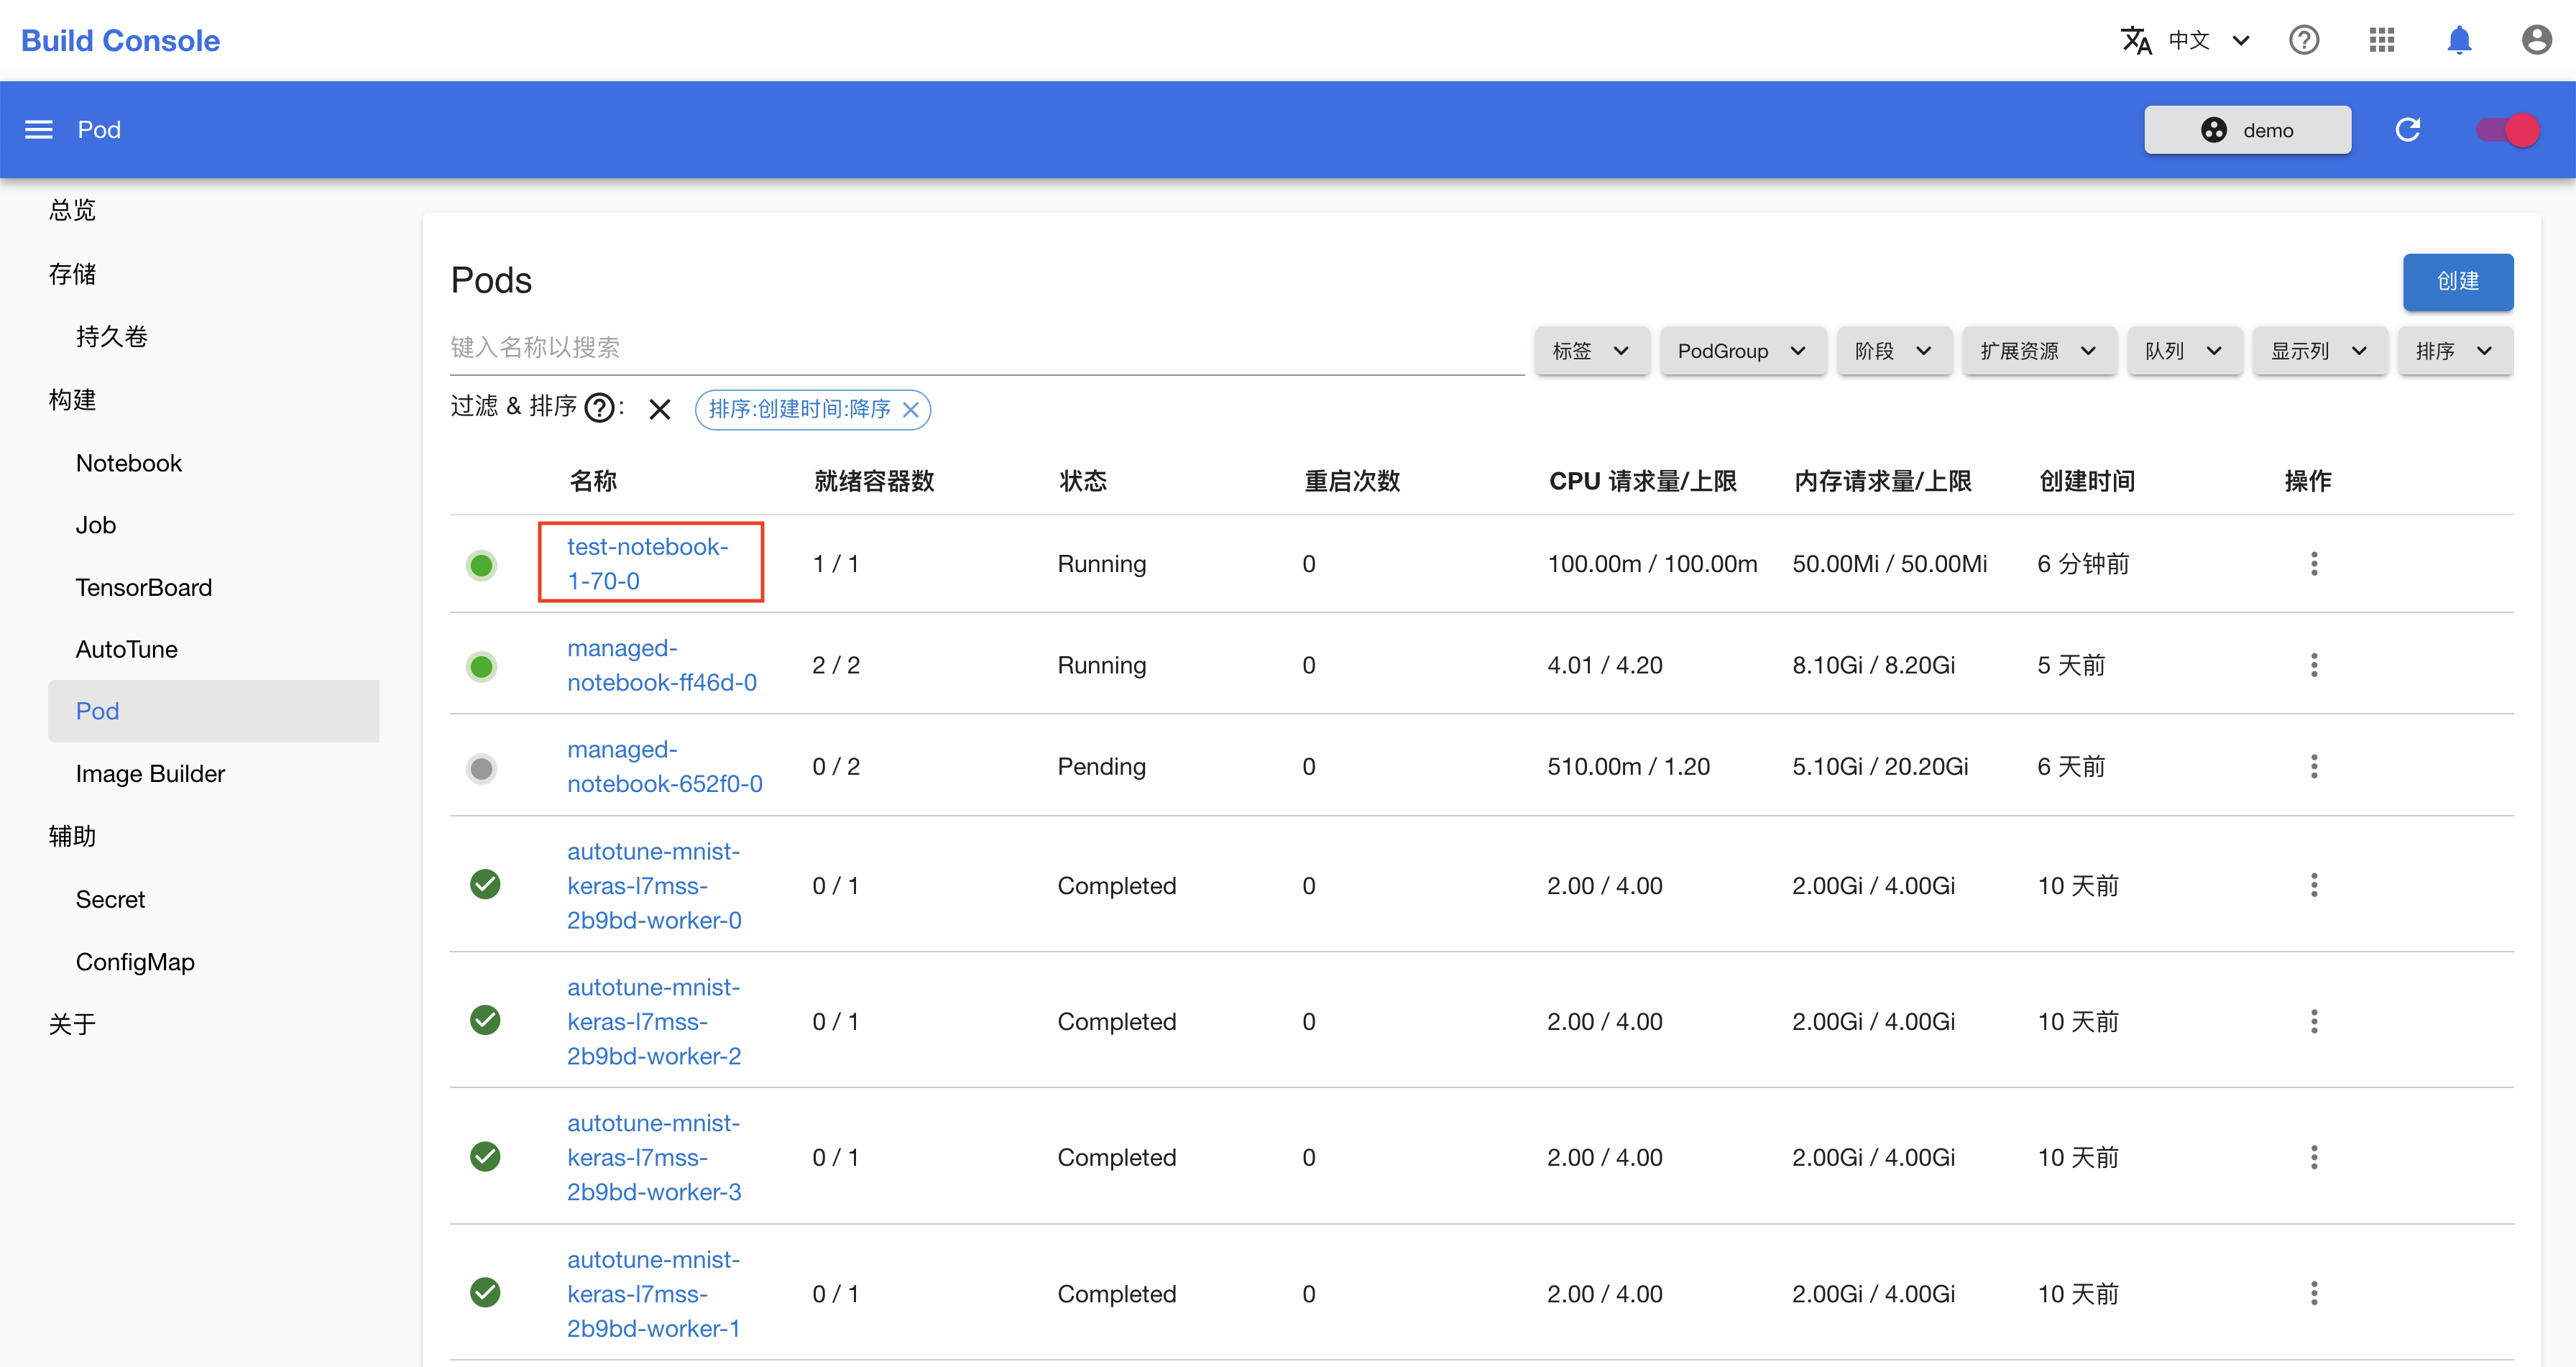 Build Console
中文
Pod
demo
总览
存储
持久卷
构建
Notebook
Job
TensorBoard
AutoTune
Pod
Image Builder
辅助
Secret
ConfigMap
关于
Pods
创建
键入名称以搜索
标签
PodGroup
阶段
扩展资源
队列
显示列
排序
过滤 & 排序 ? :
排序:创建时间:降序
名称 就绪容器数 状态 重启次数 CPU 请求量/上限 内存请求量/上限 创建时间 操作
test-notebook-
1-70-0
1 / 1 Running 0 100.00m / 100.00m 50.00Mi / 50.00Mi 6 分钟前
managed-
notebook-ff46d-0
2 / 2 Running 0 4.01 / 4.20 8.10Gi / 8.20Gi 5 天前
managed-
notebook-652f0-0
0 / 2 Pending 0 510.00m / 1.20 5.10Gi / 20.20Gi 6 天前
autotune-mnist-
keras-l7mss-
2b9bd-worker-0
0 / 1 Completed 0 2.00 / 4.00 2.00Gi / 4.00Gi 10 天前
autotune-mnist-
keras-l7mss-
2b9bd-worker-2
0 / 1 Completed 0 2.00 / 4.00 2.00Gi / 4.00Gi 10 天前
autotune-mnist-
keras-l7mss-
2b9bd-worker-3
0 / 1 Completed 0 2.00 / 4.00 2.00Gi / 4.00Gi 10 天前
autotune-mnist-
keras-l7mss-
2b9bd-worker-1
0 / 1 Completed 0 2.00 / 4.00 2.00Gi / 4.00Gi 10 天前